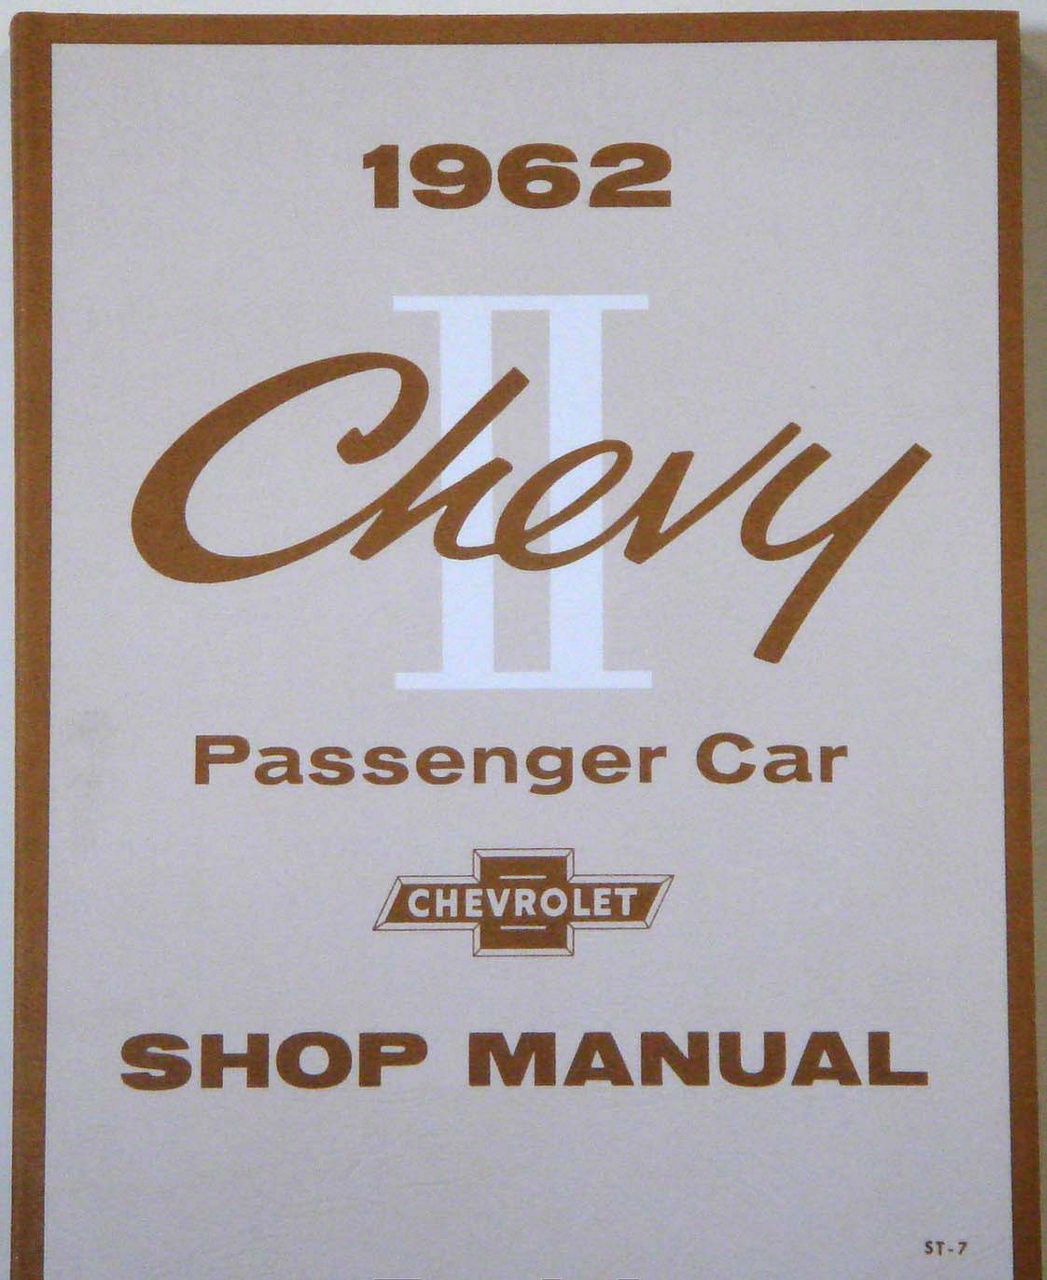 1962
II
Chevy
Passenger Car
CHEVROLET
SHOP MANUAL
ST-7